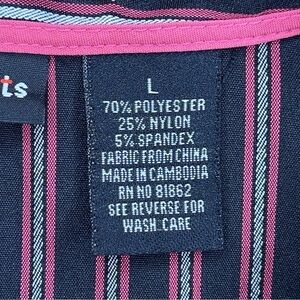 ts
L
70% POLYESTER
25% NYLON
5% SPANDEX
FABRIC FROM CHINA
MADE IN CAMBODIA
RN NO 81862
SEE REVERSE FOR
WASH CARE